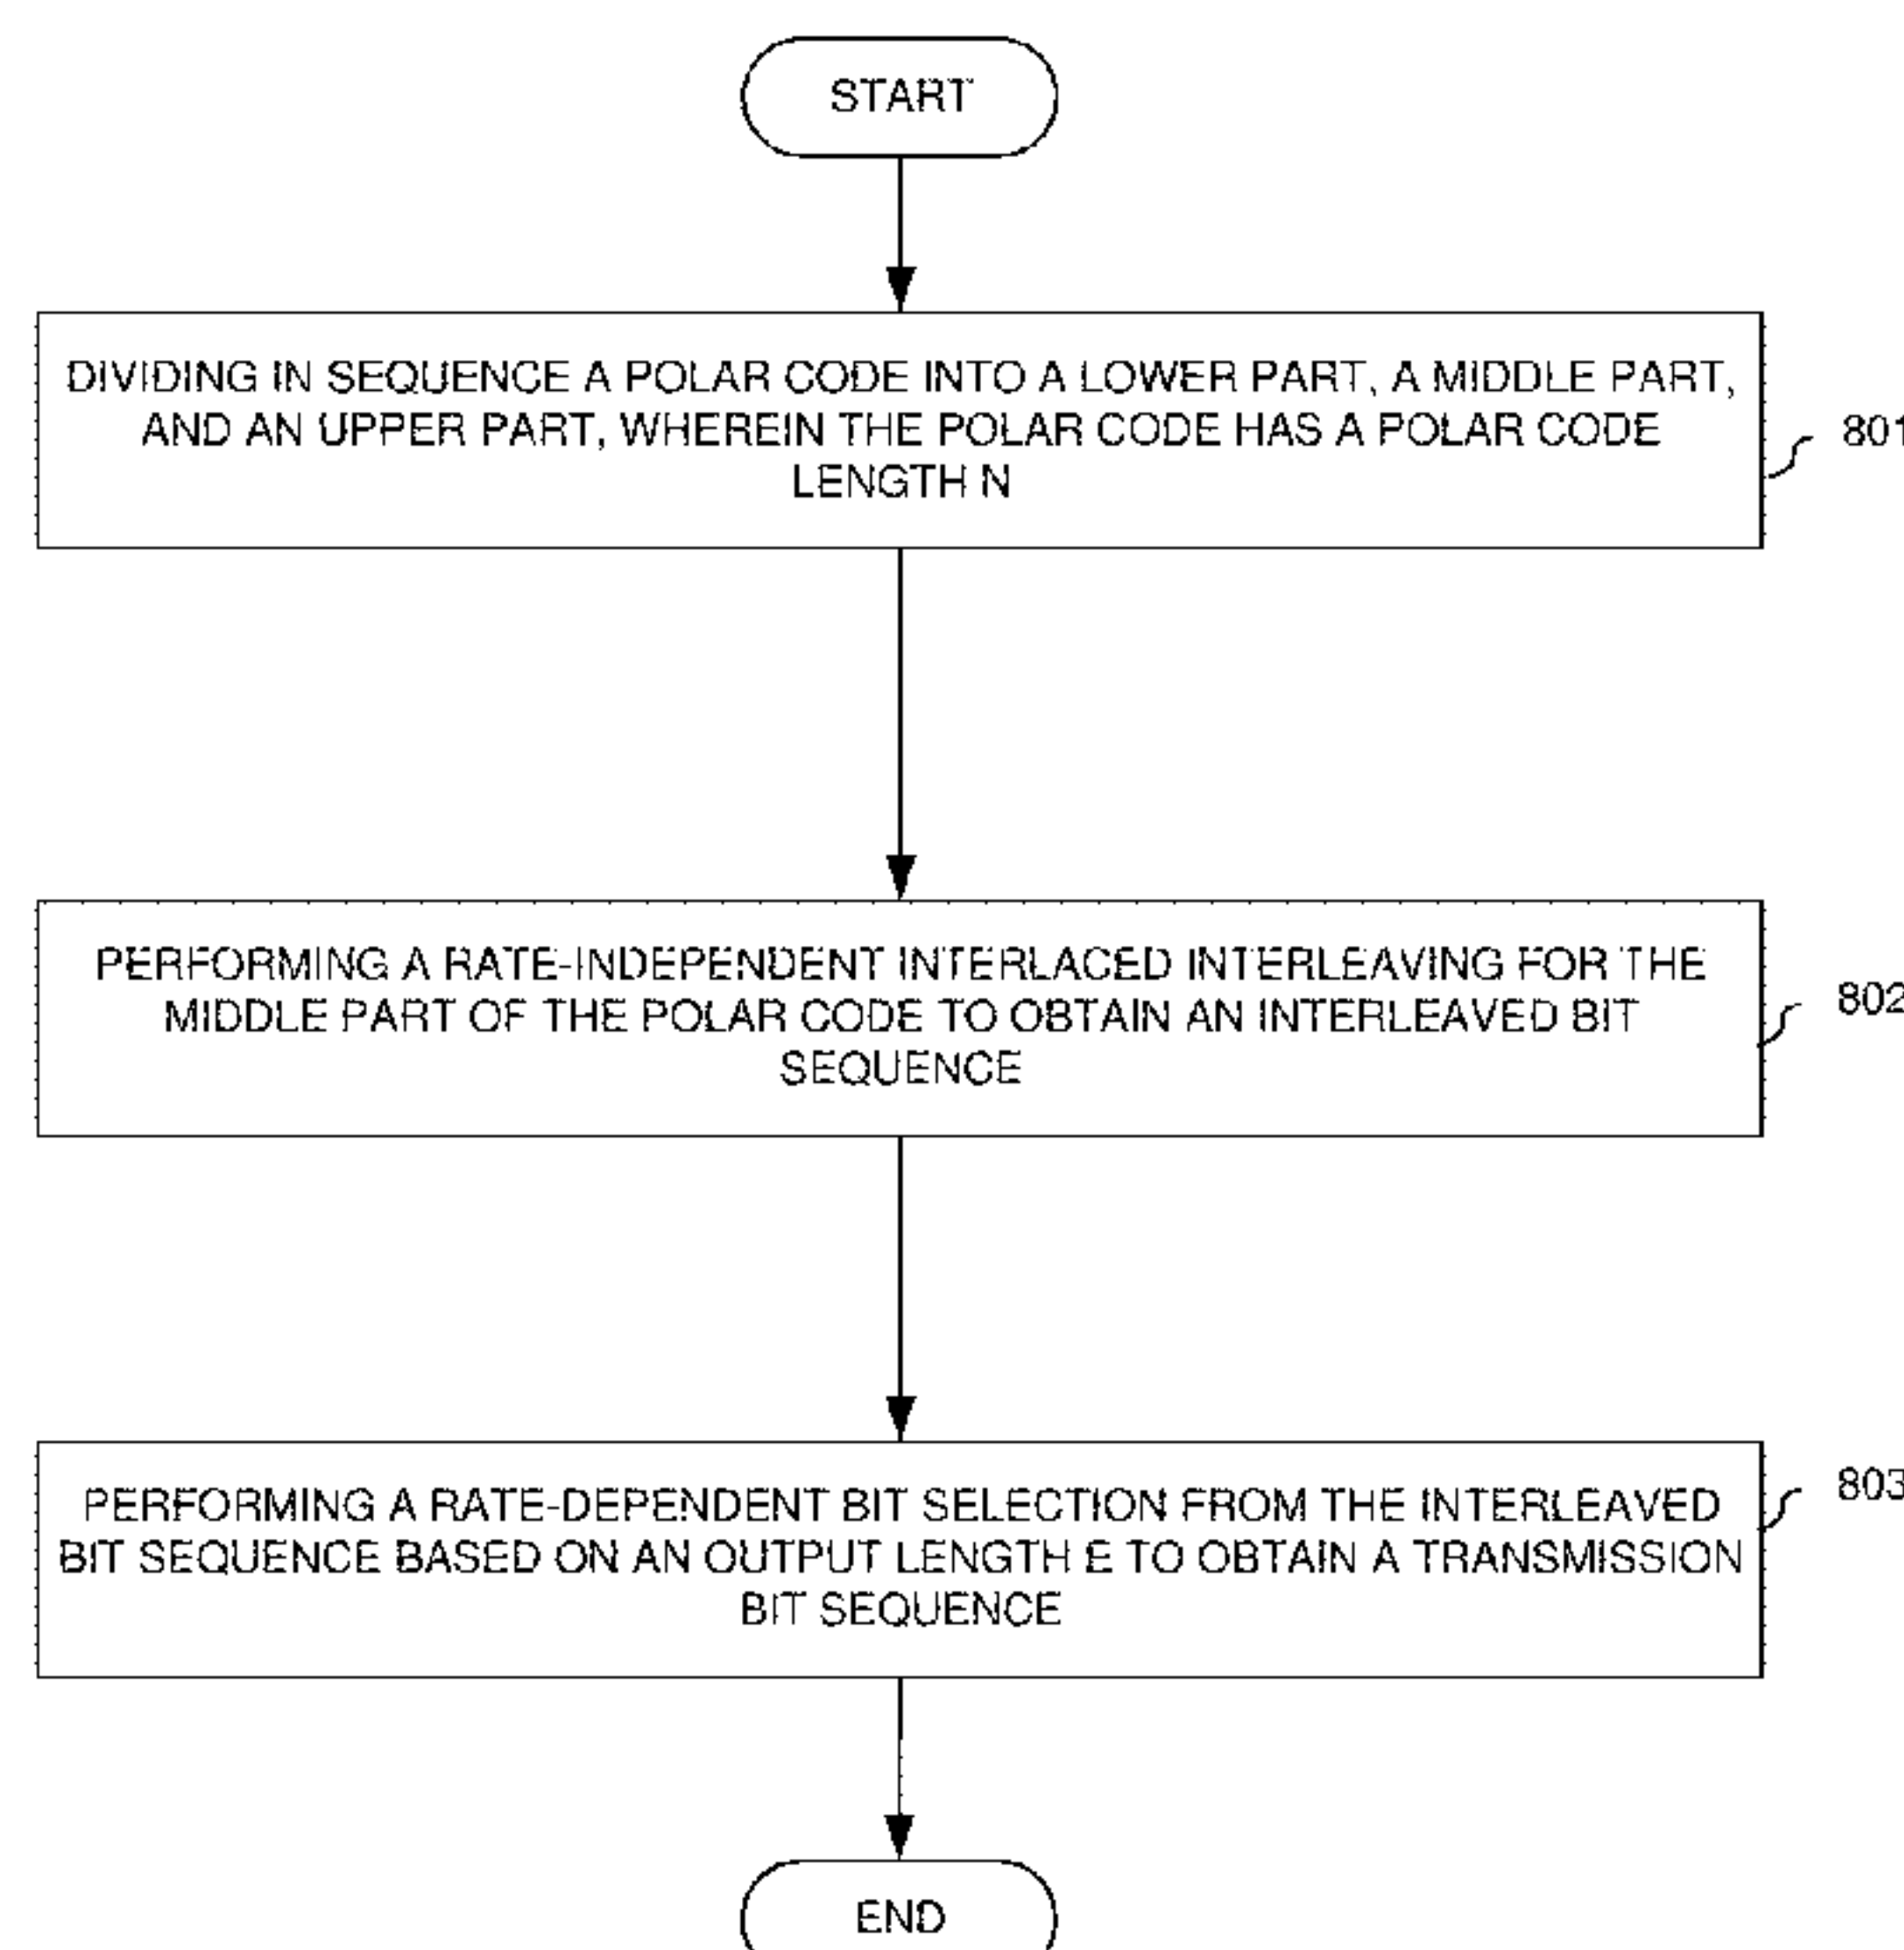 START
DIVIDING IN SEQUENCE A POLAR CODE INTO A LOWER PART, A MIDDLE PART,
AND AN UPPER PART, WHEREIN THE POLAR CODE HAS A POLAR CODE
LENGTH N
801
PERFORMING A RATE-INDEPENDENT INTERLACED INTERLEAVING FOR THE
MIDDLE PART OF THE POLAR CODE TO OBTAIN AN INTERLEAVED BIT
SEQUENCE
802
PERFORMING A RATE-DEPENDENT BIT SELECTION FROM THE INTERLEAVED
BIT SEQUENCE BASED ON AN OUTPUT LENGTH E TO OBTAIN A TRANSMISSION
BIT SEQUENCE
803
END